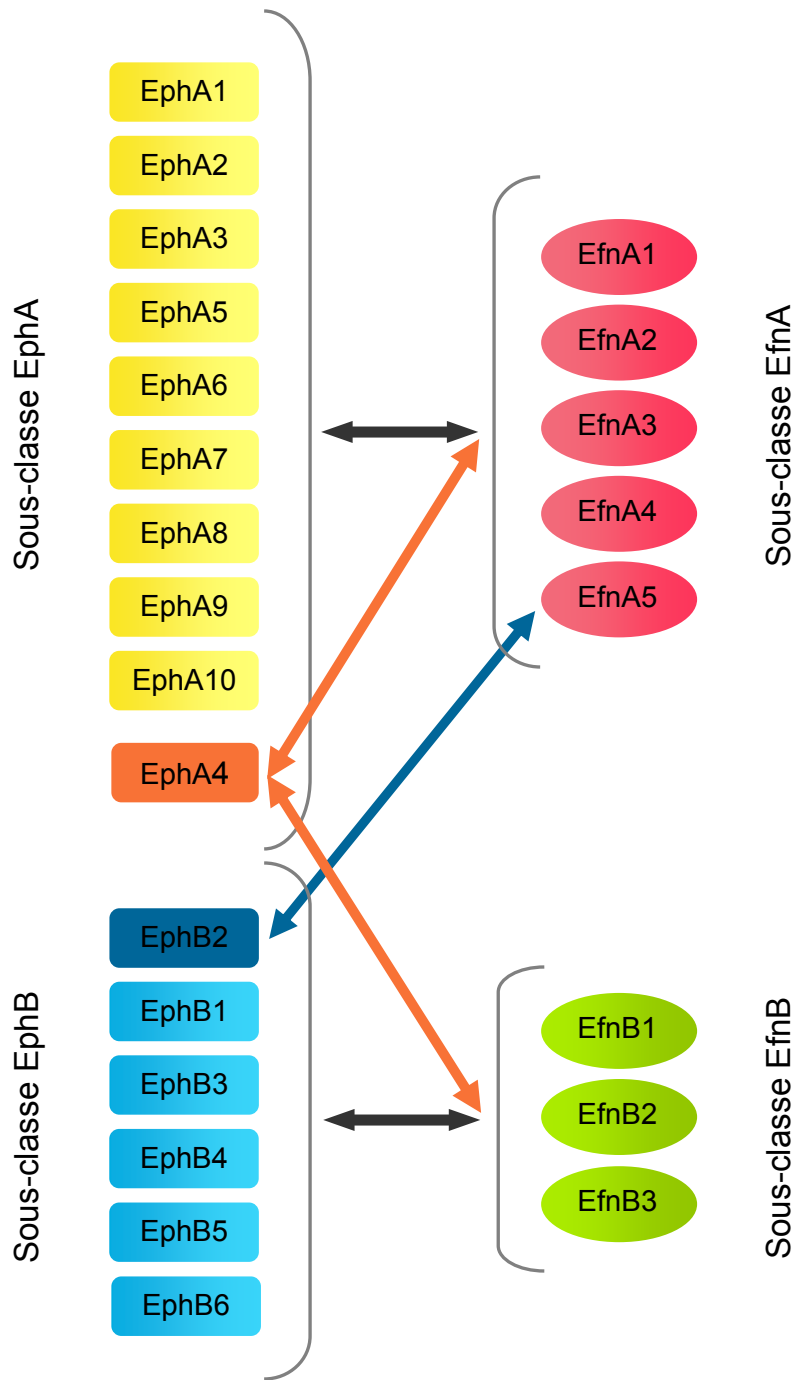 Sous-classe EphA
EphA1
EphA2
EphA3
EphA5
EphA6
EphA7
EphA8
EphA9
EphA10
EphA4
Sous-classe EphB
EphB2
EphB1
EphB3
EphB4
EphB5
EphB6
EfnA1
EfnA2
EfnA3
EfnA4
EfnA5
Sous-classe EfnA
EfnB1
EfnB2
EfnB3
Sous-classe EfnB